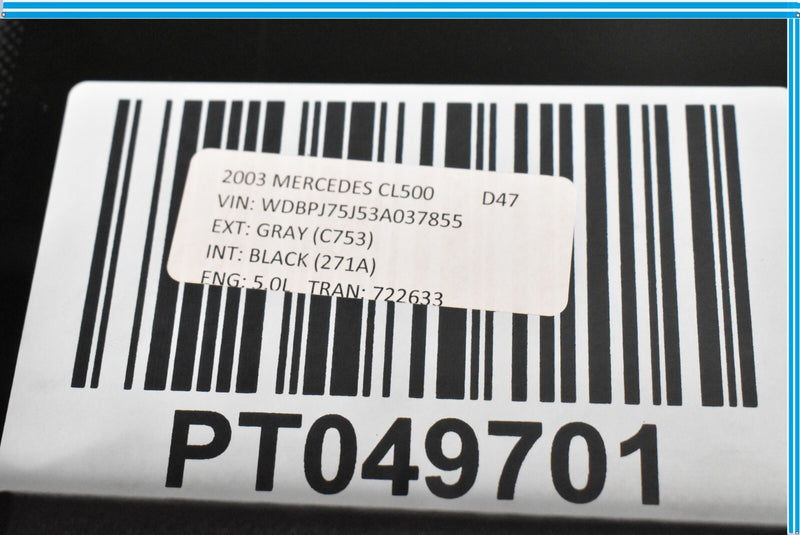 2003 MERCEDES CL500 D47
VIN: WDBPJ75J53A037855
EXT: GRAY (C753)
INT: BLACK (271A)
ENG: 5.0L TRAN: 722633
PT049701